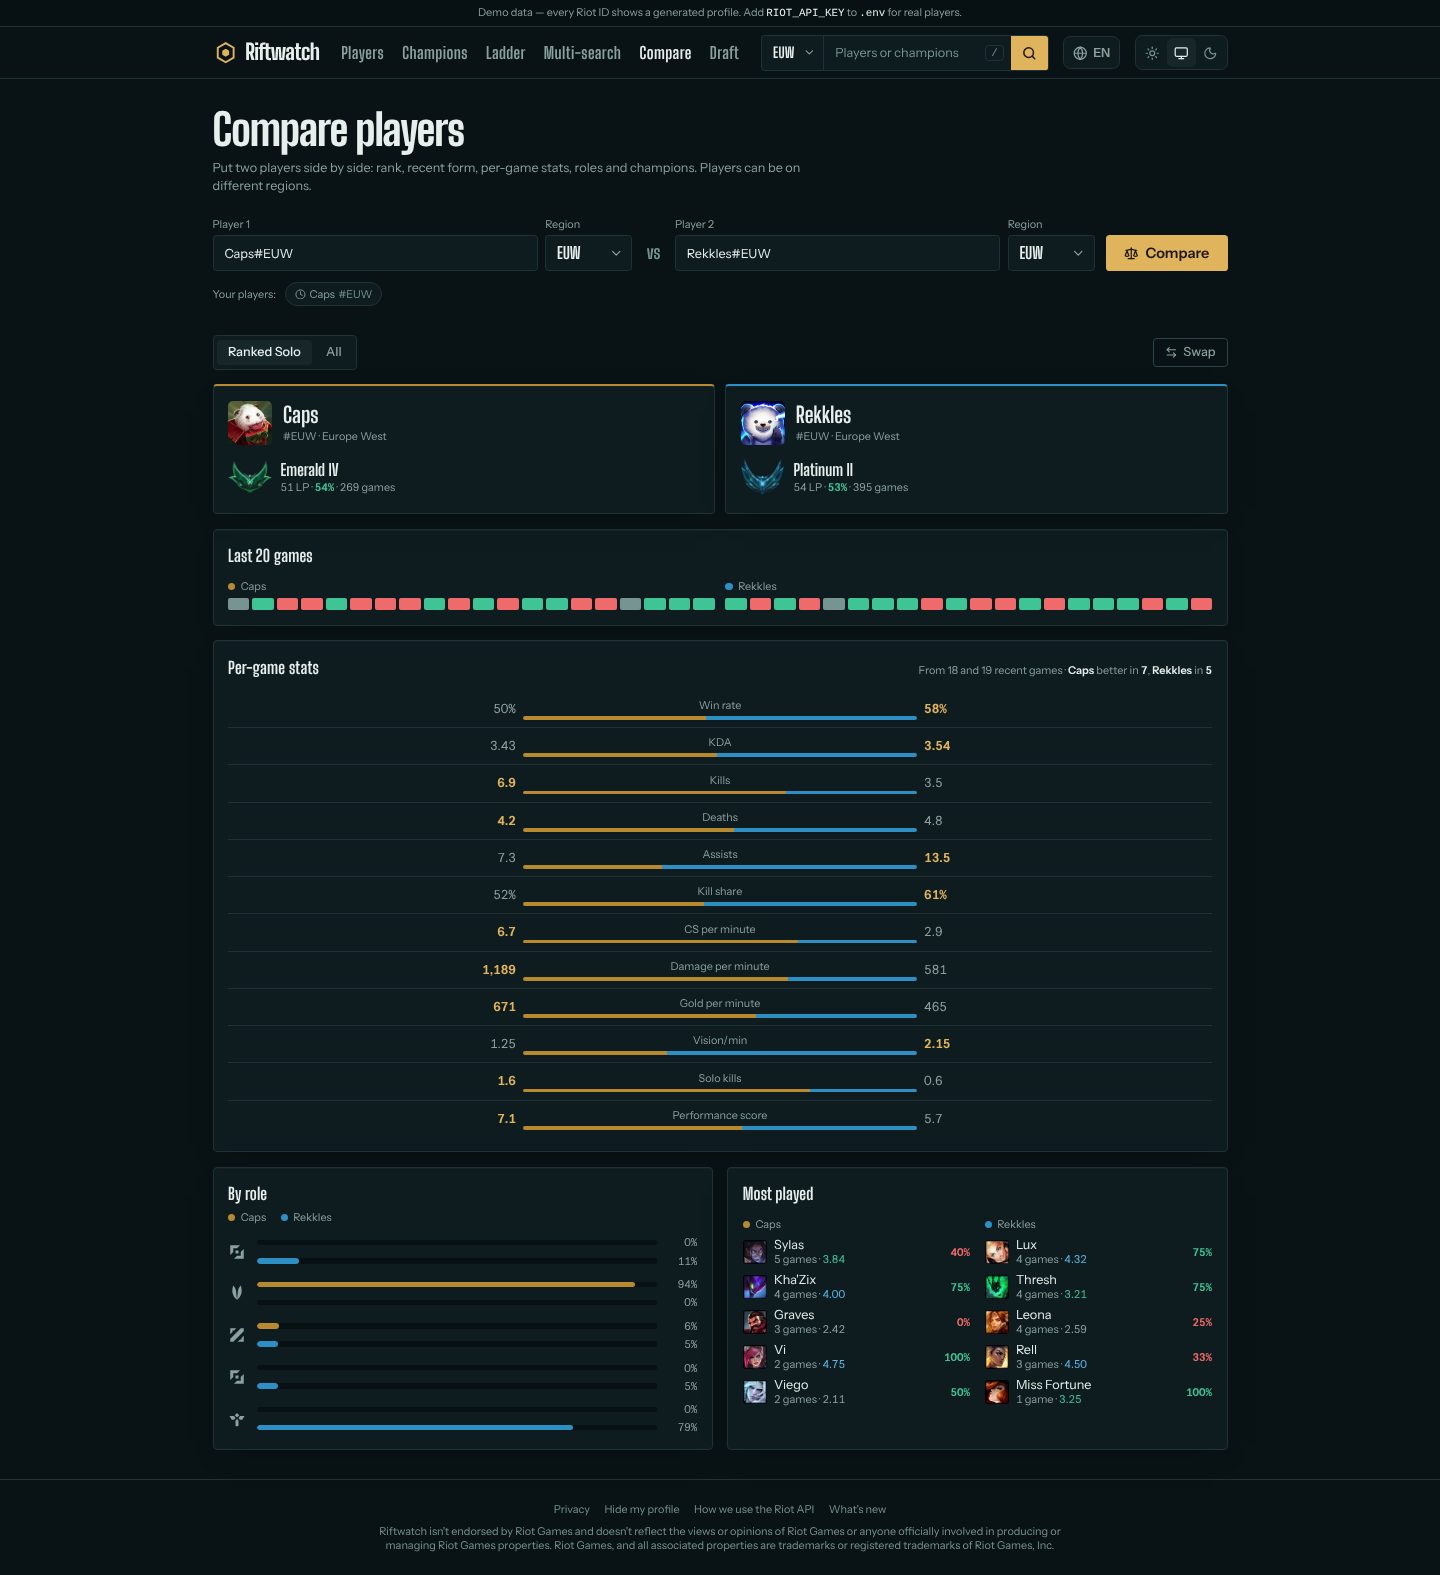 Demo data — every Riot ID shows a generated profile. Add RIOT_API_KEY to .env for real players.
Riftwatch Players Champions Ladder Multi-search Compare Draft EUW Players or champions / EN
Compare players
Put two players side by side: rank, recent form, per-game stats, roles and champions. Players can be on
different regions.
Player 1 Region Player 2 Region
Caps#EUW EUW VS Rekkles#EUW EUW Compare
Your players: Caps #EUW
Ranked Solo All Swap
Caps
#EUW · Europe West
Emerald IV
51 LP · 54% · 269 games
Rekkles
#EUW · Europe West
Platinum II
54 LP · 53% · 395 games
Last 20 games
Caps Rekkles
Per-game stats From 18 and 19 recent games · Caps better in 7, Rekkles in 5
50% Win rate 58%
3.43 KDA 3.54
6.9 Kills 3.5
4.2 Deaths 4.8
7.3 Assists 13.5
52% Kill share 61%
6.7 CS per minute 2.9
1,189 Damage per minute 581
671 Gold per minute 465
1.25 Vision/min 2.15
1.6 Solo kills 0.6
7.1 Performance score 5.7
By role
Caps Rekkles
0%
11%
94%
0%
6%
5%
0%
5%
0%
79%
Most played
Caps
Sylas
5 games · 3.84 40%
Kha'Zix
4 games · 4.00 75%
Graves
3 games · 2.42 0%
Vi
2 games · 4.75 100%
Viego
2 games · 2.11 50%
Rekkles
Lux
4 games · 4.32 75%
Thresh
4 games · 3.21 75%
Leona
4 games · 2.59 25%
Rell
3 games · 4.50 33%
Miss Fortune
1 game · 3.25 100%
Privacy Hide my profile How we use the Riot API What's new
Riftwatch isn't endorsed by Riot Games and doesn't reflect the views or opinions of Riot Games or anyone officially involved in producing or
managing Riot Games properties. Riot Games, and all associated properties are trademarks or registered trademarks of Riot Games, Inc.